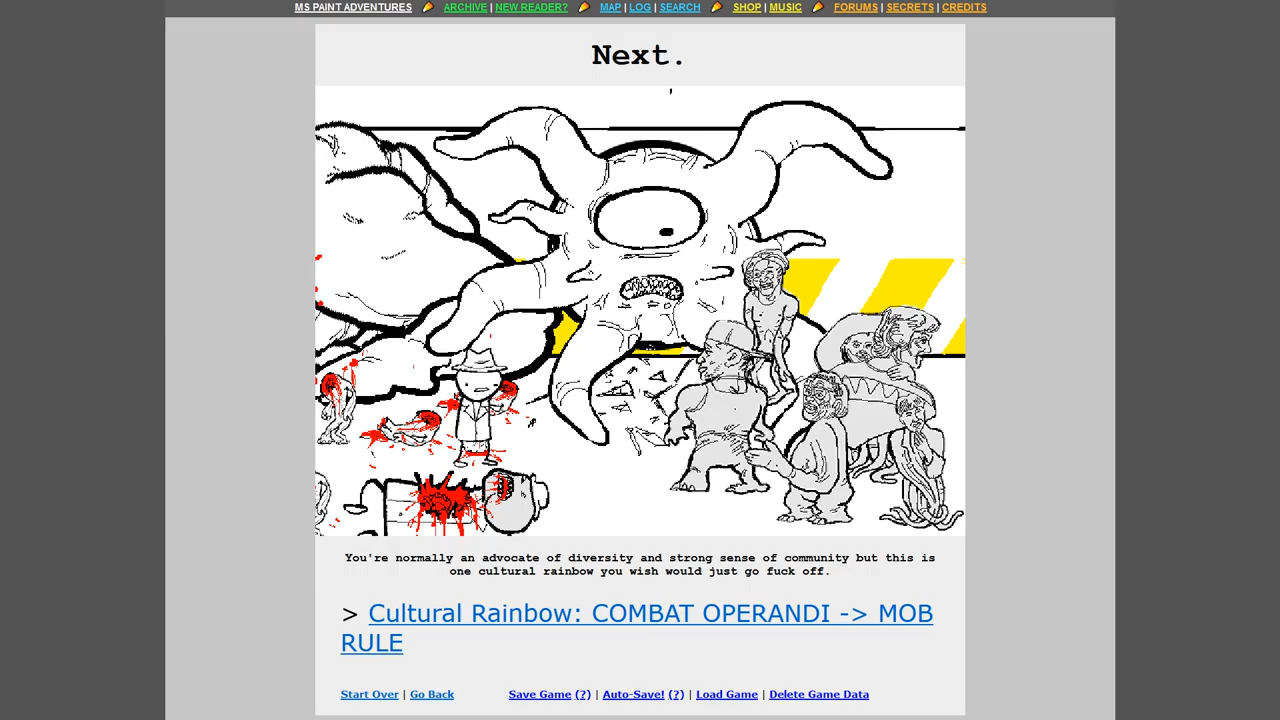 MS PAINT ADVENTURES ARCHIVE | NEW READER? MAP | LOG | SEARCH SHOP | MUSIC FORUMS | SECRETS | CREDITS
Next.
You're normally an advocate of diversity and strong sense of community but this is
one cultural rainbow you wish would just go fuck off.
> Cultural Rainbow: COMBAT OPERANDI -> MOB
RULE
Start Over | Go Back Save Game (?) | Auto-Save! (?) | Load Game | Delete Game Data